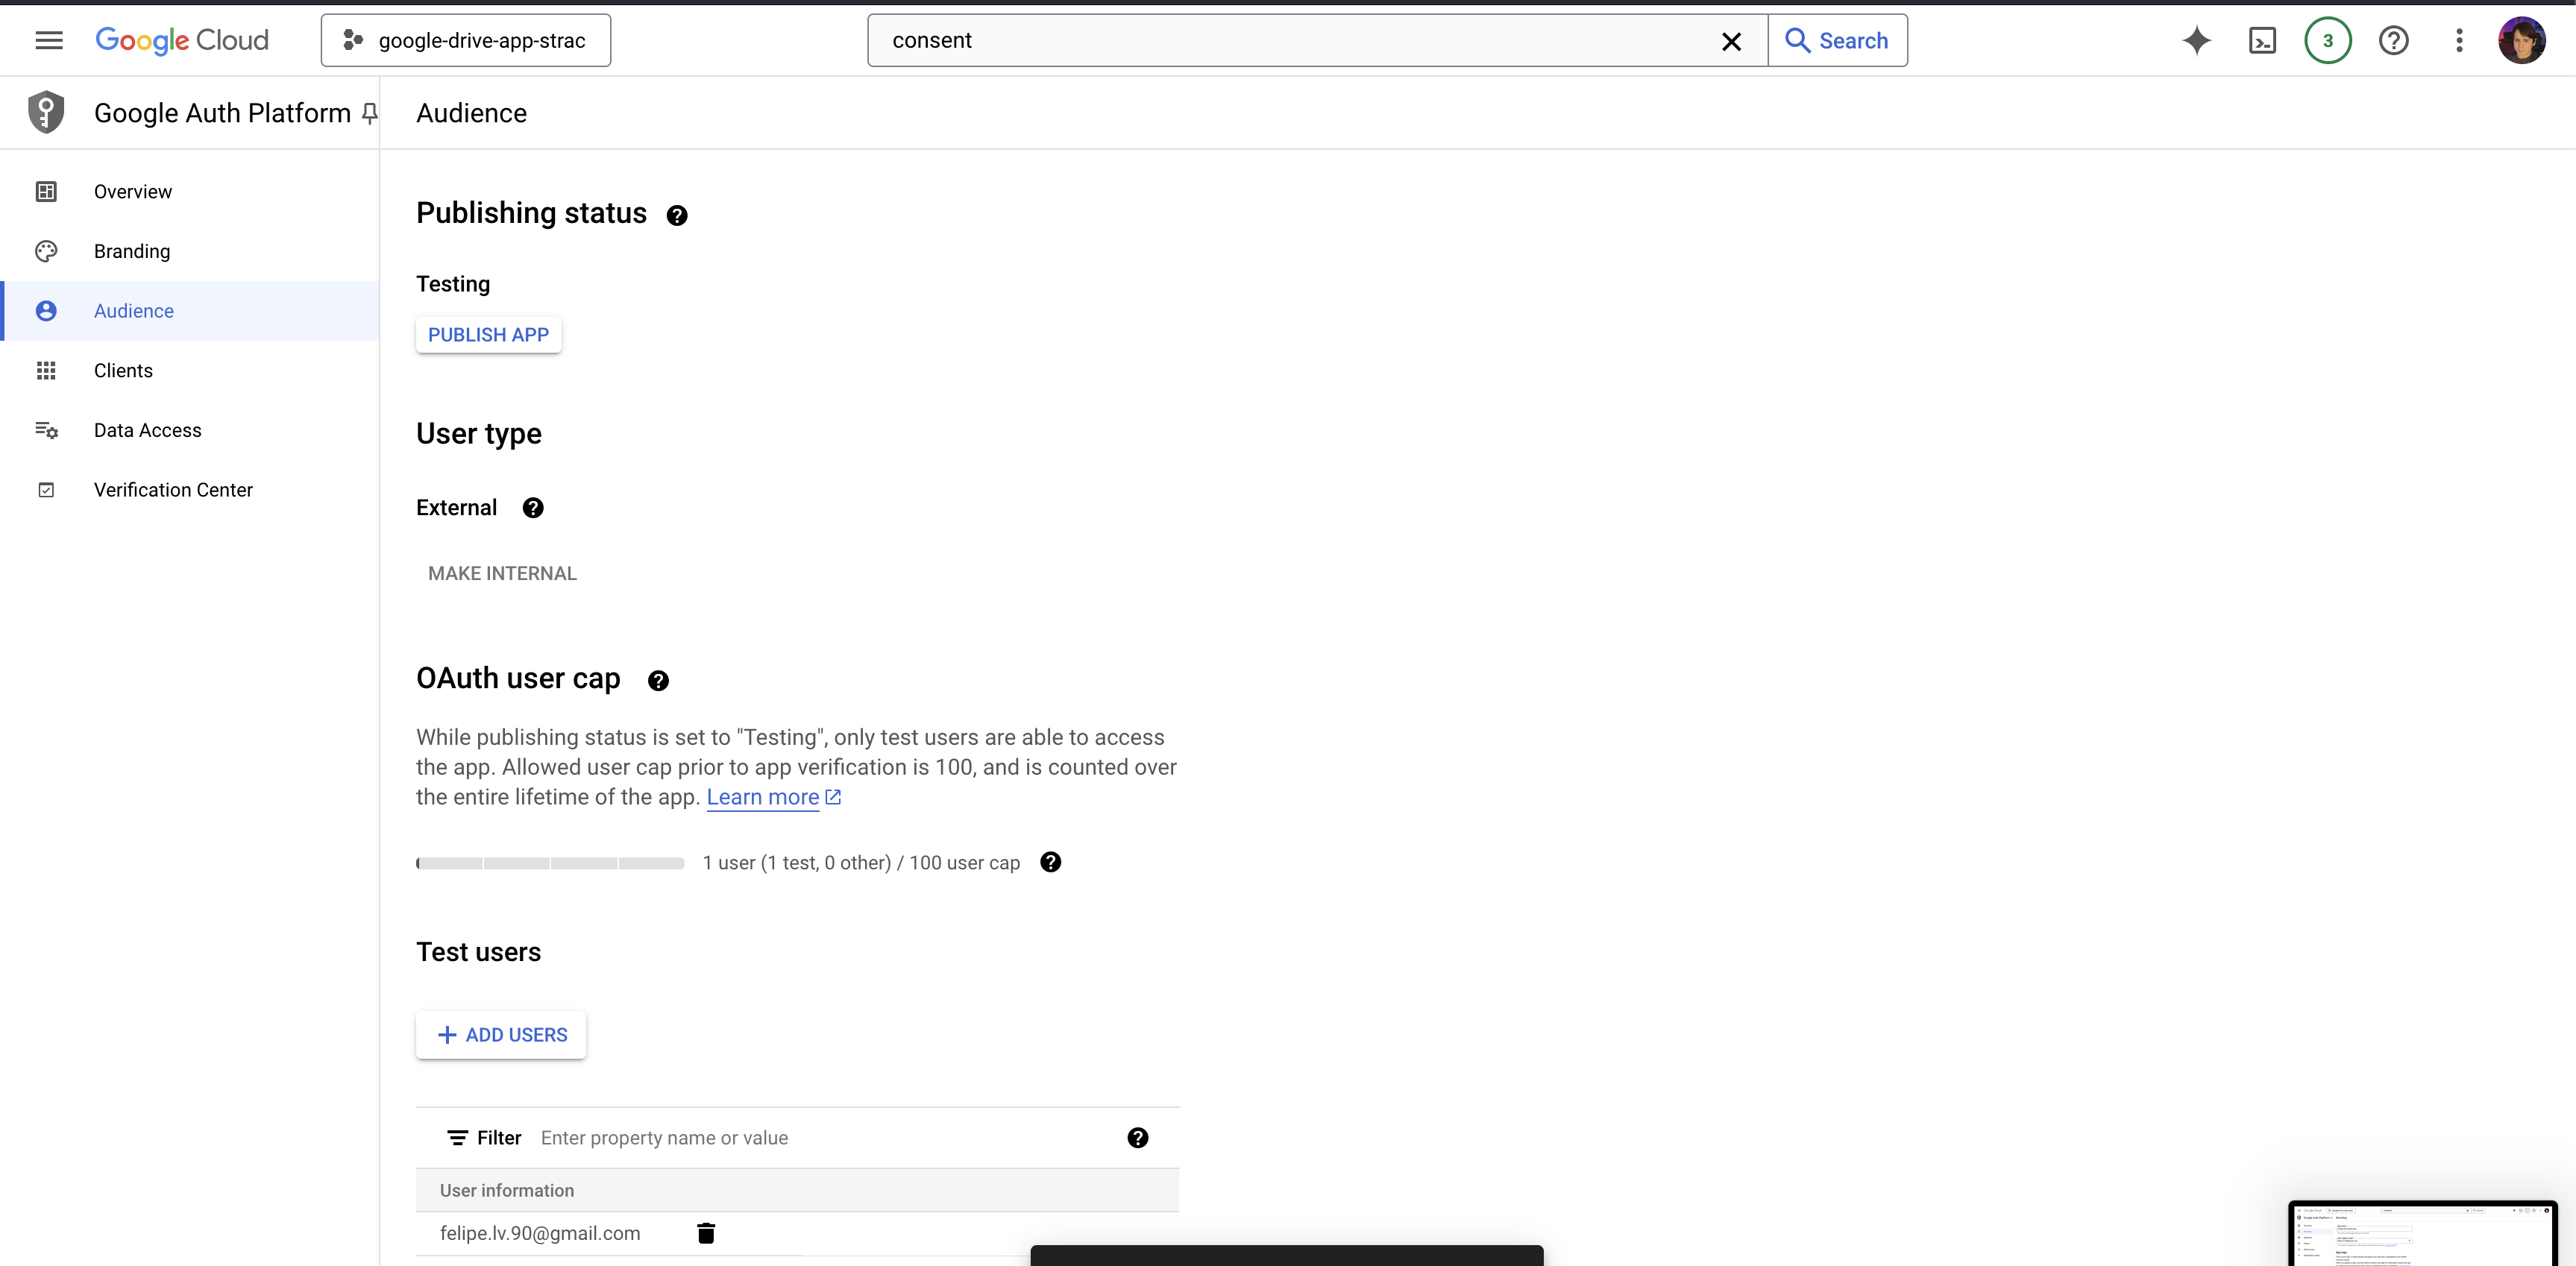 Google Cloud
google-drive-app-strac
consent
Search
3
Google Auth Platform
Audience
Overview
Branding
Audience
Clients
Data Access
Verification Center
Publishing status
Testing
PUBLISH APP
User type
External
MAKE INTERNAL
OAuth user cap
While publishing status is set to "Testing", only test users are able to access
the app. Allowed user cap prior to app verification is 100, and is counted over
the entire lifetime of the app. Learn more
1 user (1 test, 0 other) / 100 user cap
Test users
ADD USERS
Filter Enter property name or value
User information
felipe.lv.90@gmail.com